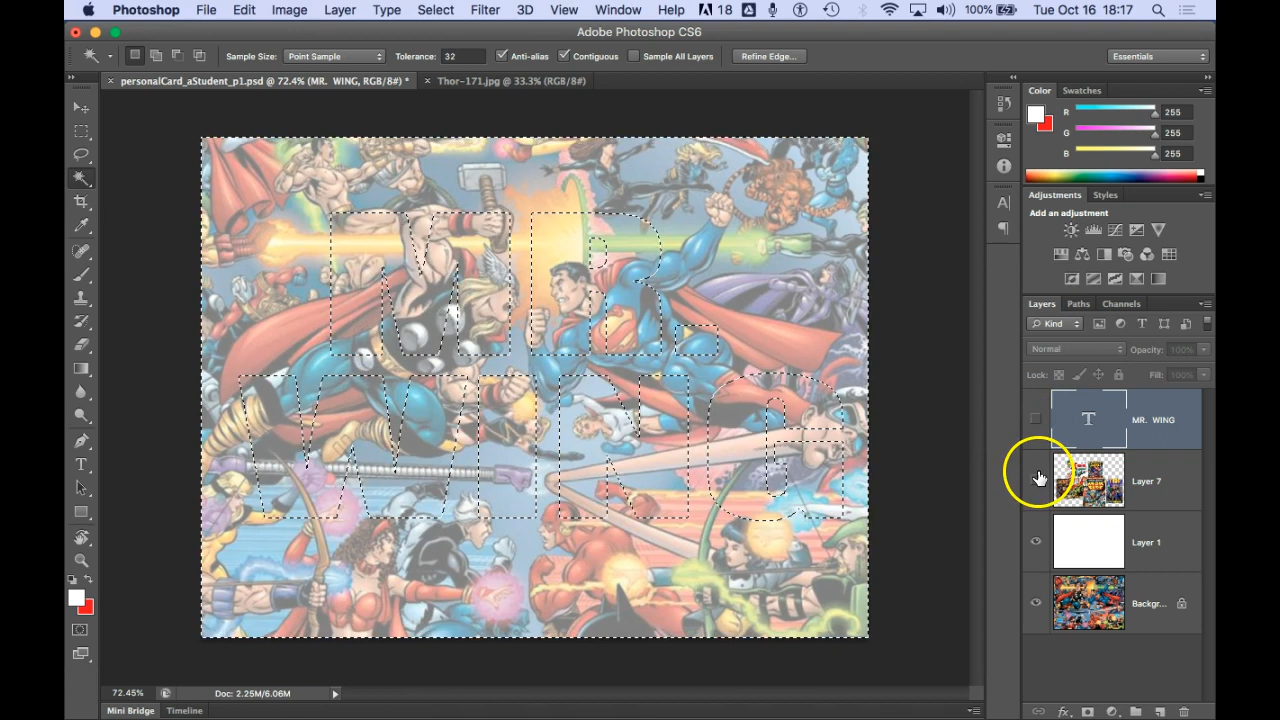 Photoshop File Edit Image Layer Type Select Filter 3D View Window Help 18 100% Tue Oct 16 18:17
Adobe Photoshop CS6
Sample Size: Point Sample Tolerance: 32 Anti-alias Contiguous Sample All Layers Refine Edge... Essentials
personalCard_aStudent_p1.psd @ 72.4% (MR. WING, RGB/8#) * Thor-171.jpg @ 33.3% (RGB/8#)
Color Swatches
R 255
G 255
B 255
Adjustments Styles
Add an adjustment
Layers Paths Channels
Kind
Normal Opacity: 100%
Lock: Fill: 100%
MR. WING
Layer 7
Layer 1
Backgr...
MR.
WING
72.45% Doc: 2.25M/6.06M
Mini Bridge Timeline